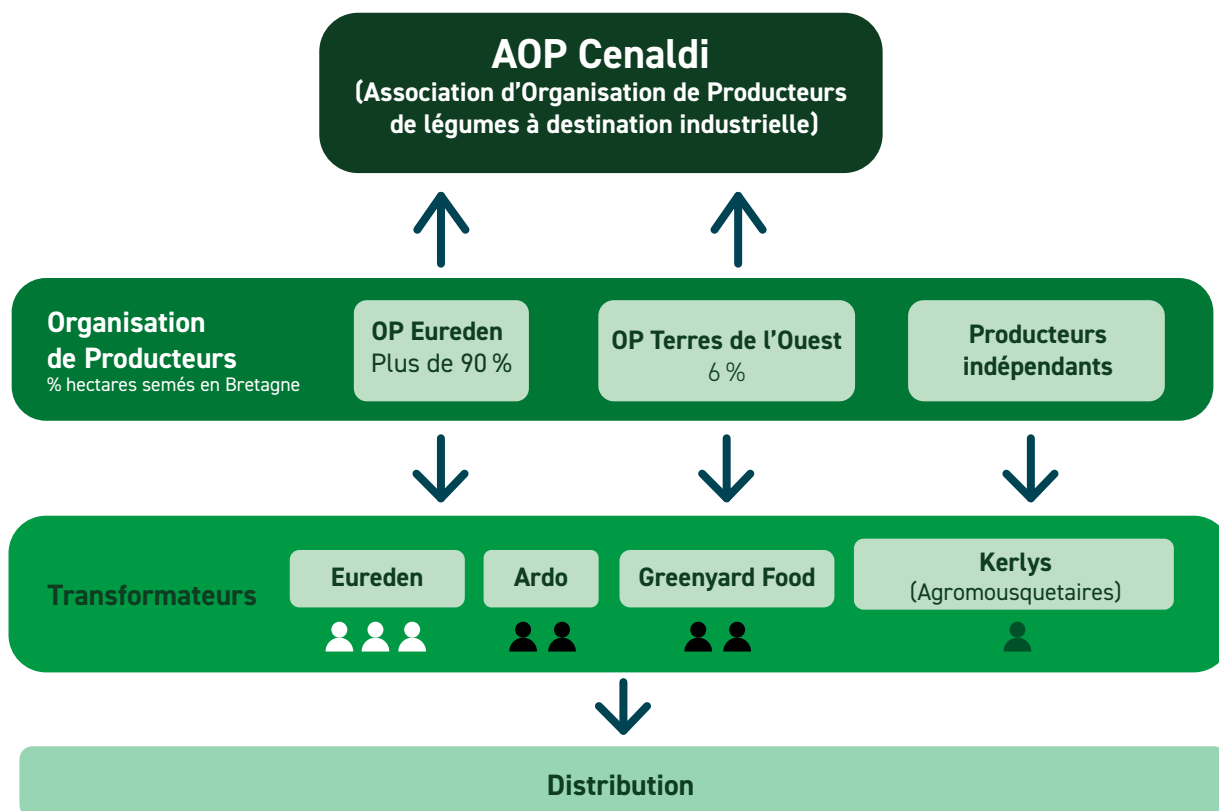 AOP Cenaldi
(Association d'Organisation de Producteurs
de légumes à destination industrielle)
Organisation
de Producteurs
% hectares semés en Bretagne
OP Eureden
Plus de 90 %
OP Terres de l'Ouest
6 %
Producteurs
indépendants
Transformateurs
Eureden
Ardo
Greenyard Food
Kerlys
(Agromousquetaires)
Distribution